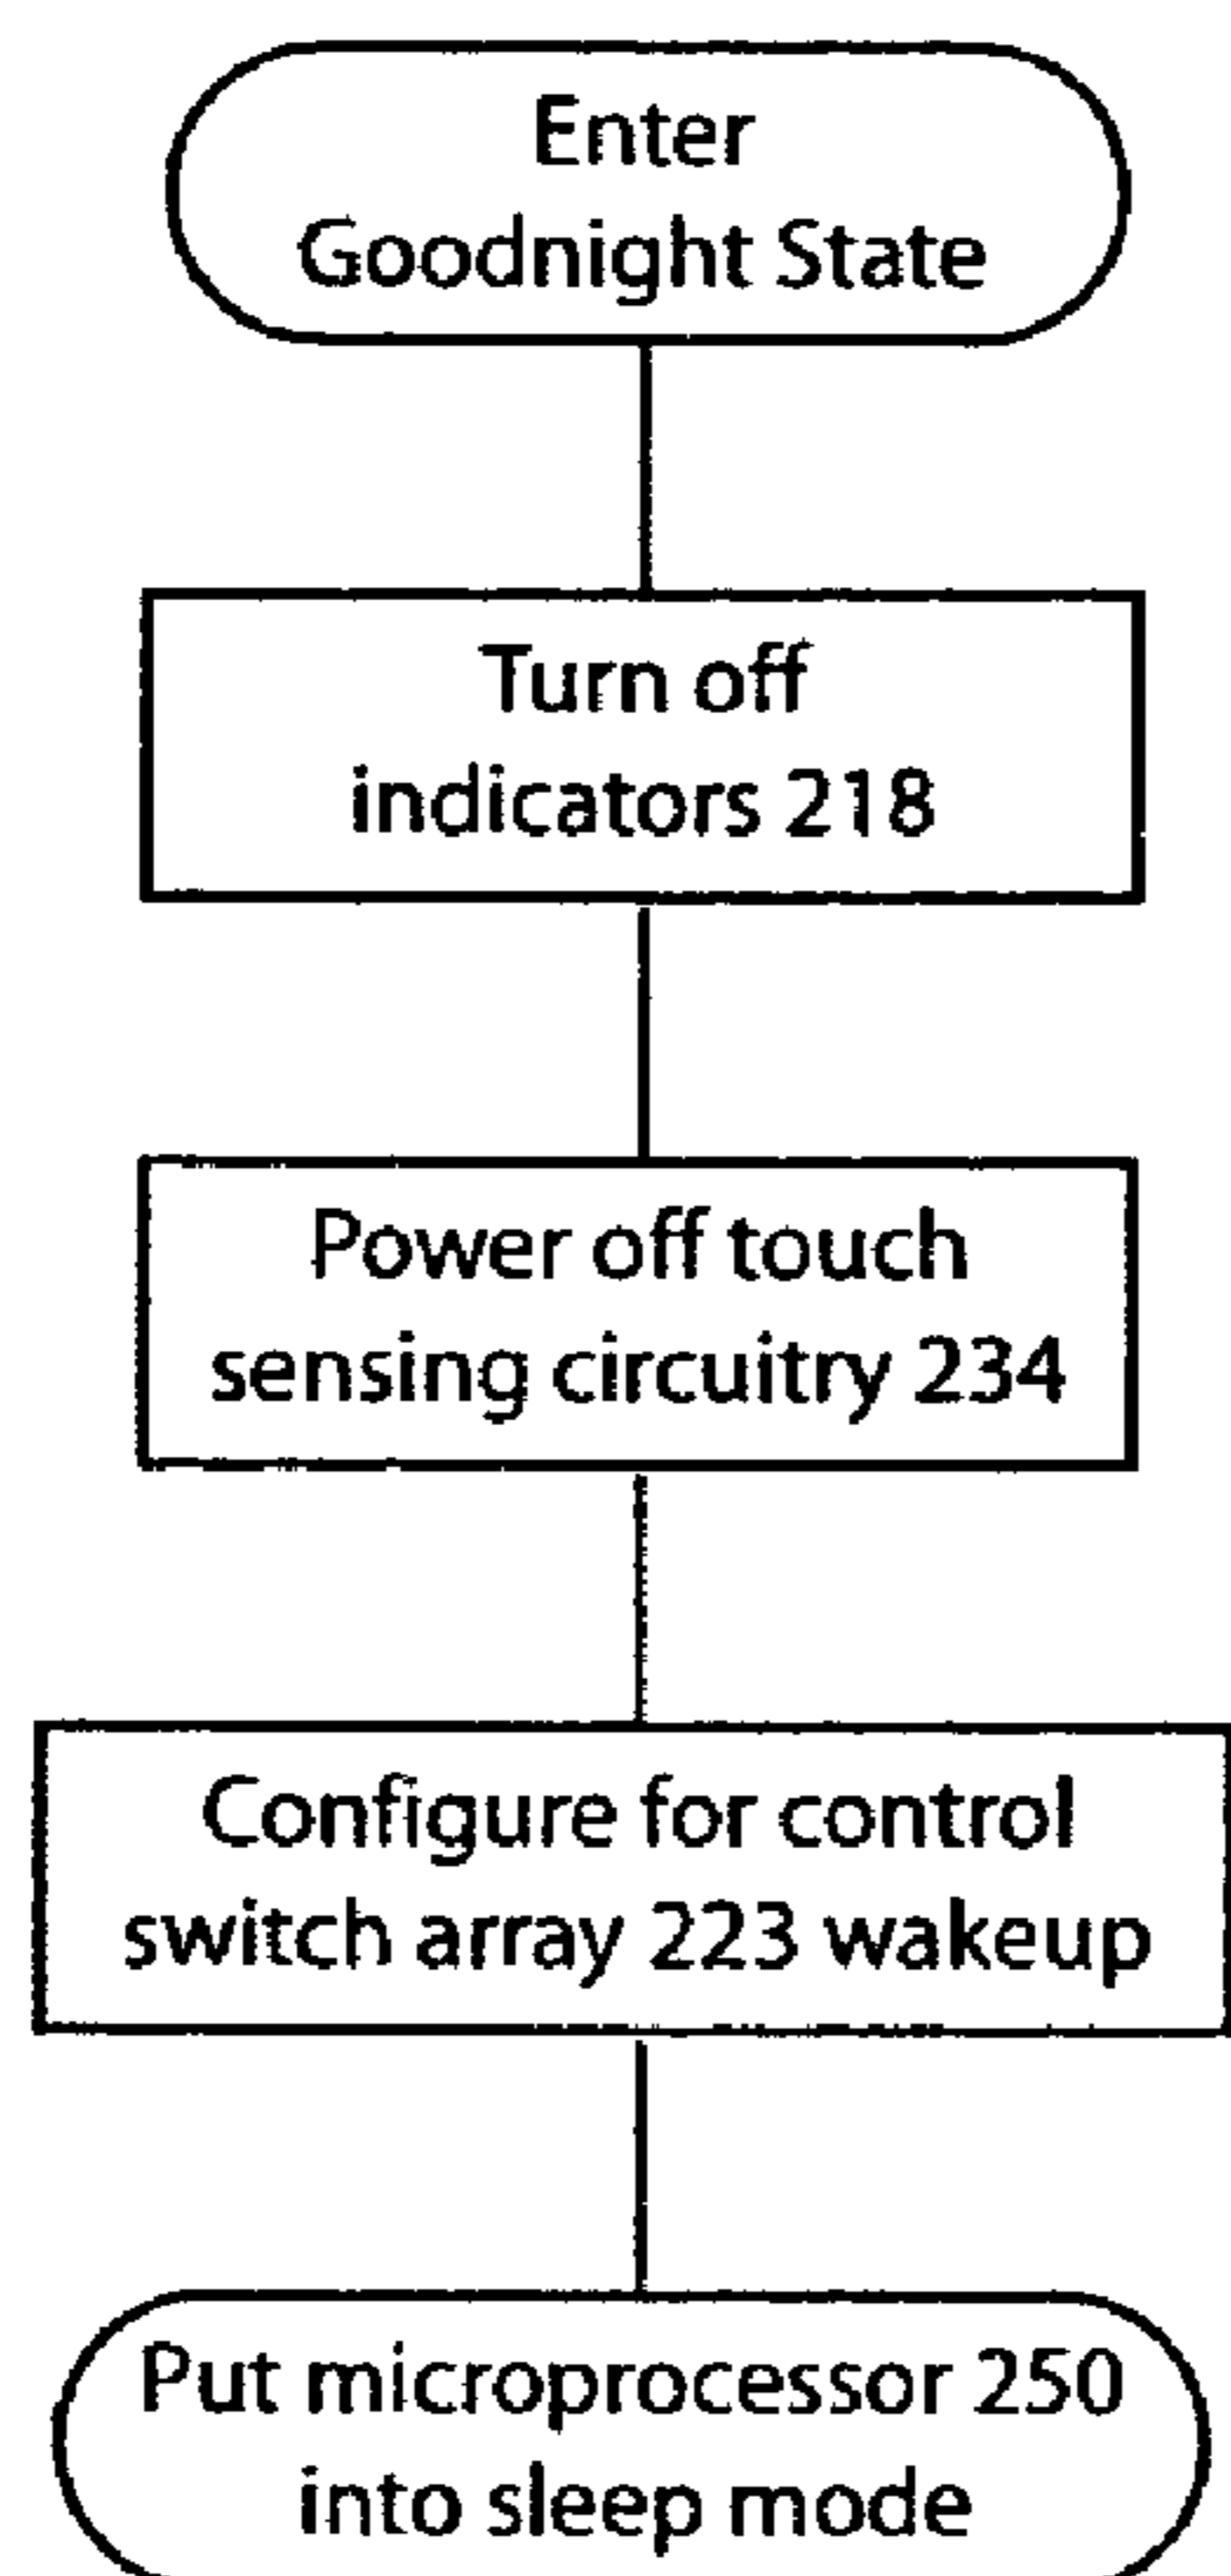 Enter
Goodnight State
Turn off
indicators 218
Power off touch
sensing circuitry 234
Configure for control
switch array 223 wakeup
Put microprocessor 250
into sleep mode